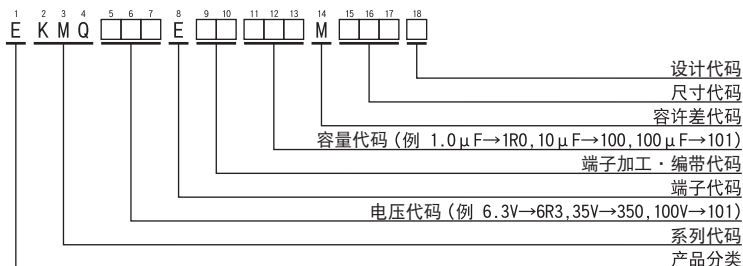 1 2 3 4 5 6 7 8 9 10 11 12 13 14 15 16 17 18
E K M Q E M
设计代码
尺寸代码
容许差代码
容量代码（例 1.0μF→1R0,10μF→100,100μF→101）
端子加工・编带代码
端子代码
电压代码（例 6.3V→6R3,35V→350,100V→101）
系列代码
产品分类